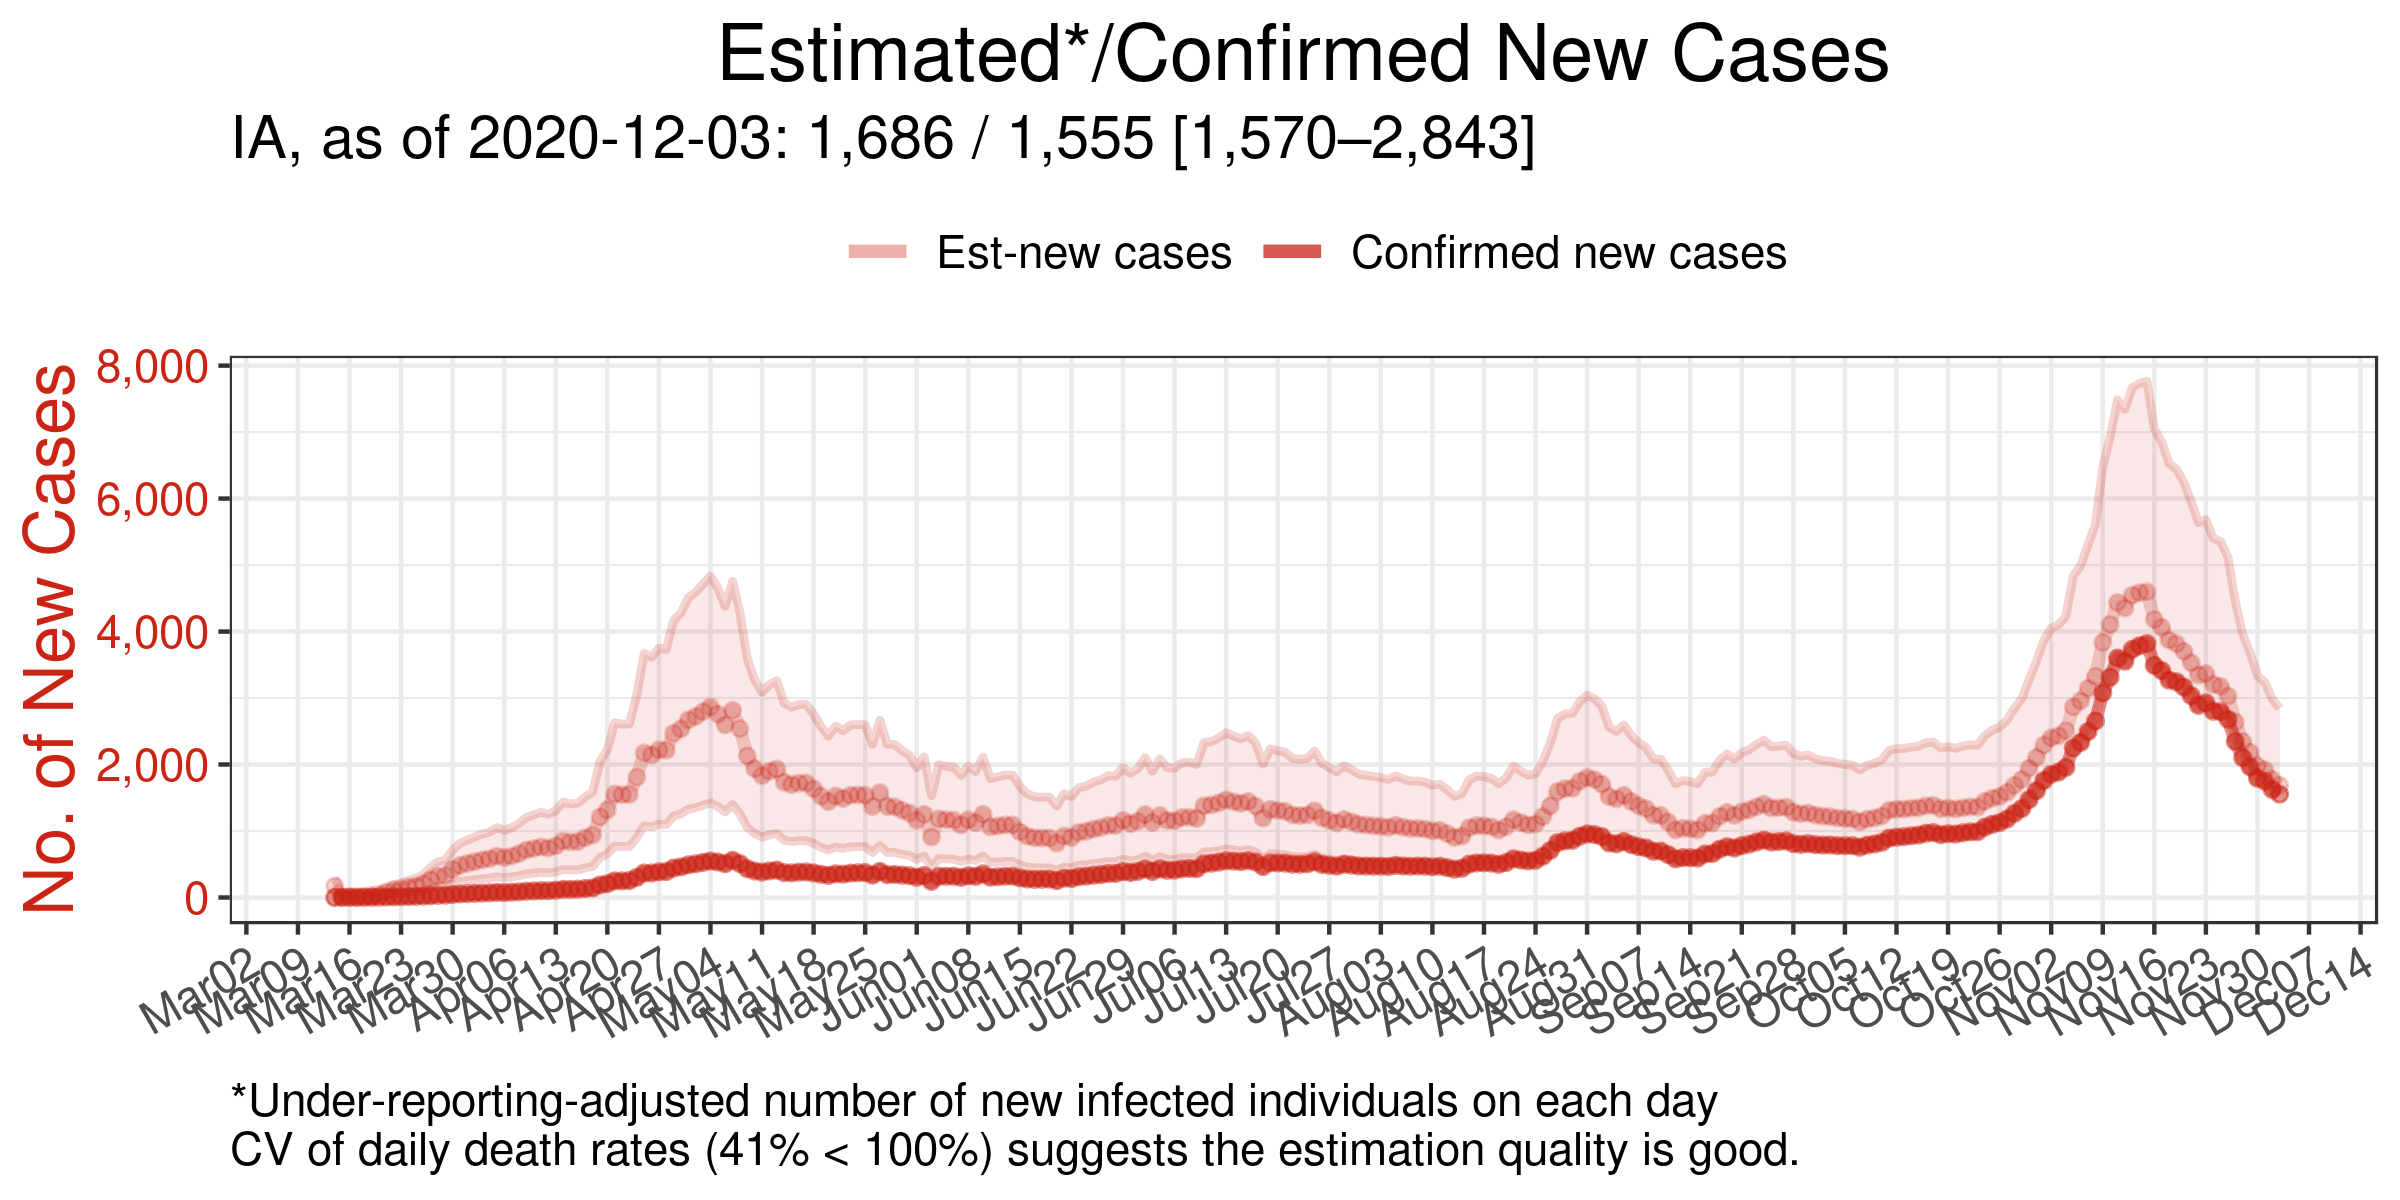 Estimated*/Confirmed New Cases
IA, as of 2020-12-03: 1,686 / 1,555 [1,570–2,843]
Est-new cases
Confirmed new cases
No. of New Cases
8,000
6,000
4,000
2,000
0
Mar02
Mar09
Mar16
Mar23
Mar30
Apr06
Apr13
Apr20
Apr27
May04
May11
May18
May25
Jun01
Jun08
Jun15
Jun22
Jun29
Jul06
Jul13
Jul20
Jul27
Aug03
Aug10
Aug17
Aug24
Aug31
Sep07
Sep14
Sep21
Sep28
Oct05
Oct12
Oct19
Oct26
Nov02
Nov09
Nov16
Nov23
Nov30
Dec07
Dec14
*Under-reporting-adjusted number of new infected individuals on each day
CV of daily death rates (41% < 100%) suggests the estimation quality is good.